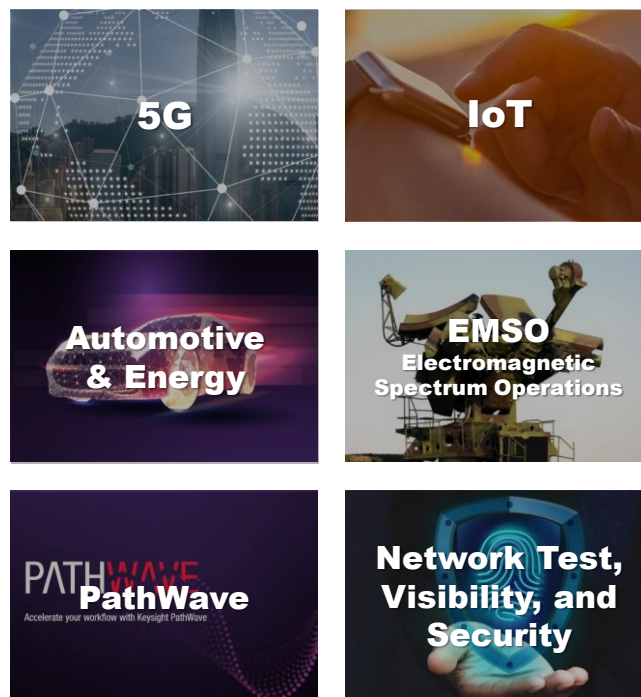 5G
IoT
Automotive
& Energy
EMSO
Electromagnetic
Spectrum Operations
PATHWAVE
PathWave
Accelerate your workflow with Keysight PathWave
Network Test,
Visibility, and
Security